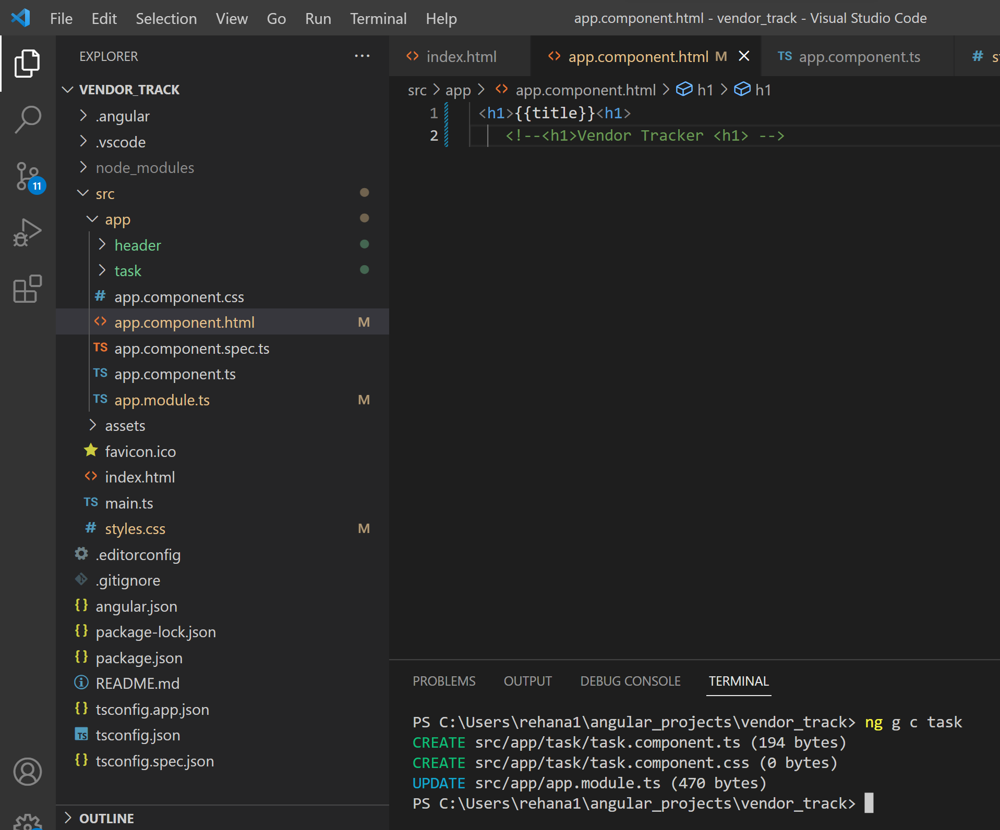 File Edit Selection View Go Run Terminal Help app.component.html - vendor_track - Visual Studio Code
EXPLORER ···
VENDOR_TRACK
.angular
.vscode
node_modules
11
src
app
header
task
# app.component.css
<> app.component.html M
TS app.component.spec.ts
TS app.component.ts
TS app.module.ts M
assets
favicon.ico
<> index.html
TS main.ts
# styles.css M
.editorconfig
.gitignore
{} angular.json
{} package-lock.json
{} package.json
README.md
{} tsconfig.app.json
TS tsconfig.json
{} tsconfig.spec.json
OUTLINE
<> index.html <> app.component.html M TS app.component.ts #
src > app > <> app.component.html > h1 > h1
1 <h1>{{title}}<h1>
2 <!--<h1>Vendor Tracker <h1> -->
PROBLEMS OUTPUT DEBUG CONSOLE TERMINAL
PS C:\Users\rehana1\angular_projects\vendor_track> ng g c task
CREATE src/app/task/task.component.ts (194 bytes)
CREATE src/app/task/task.component.css (0 bytes)
UPDATE src/app/app.module.ts (470 bytes)
PS C:\Users\rehana1\angular_projects\vendor_track>